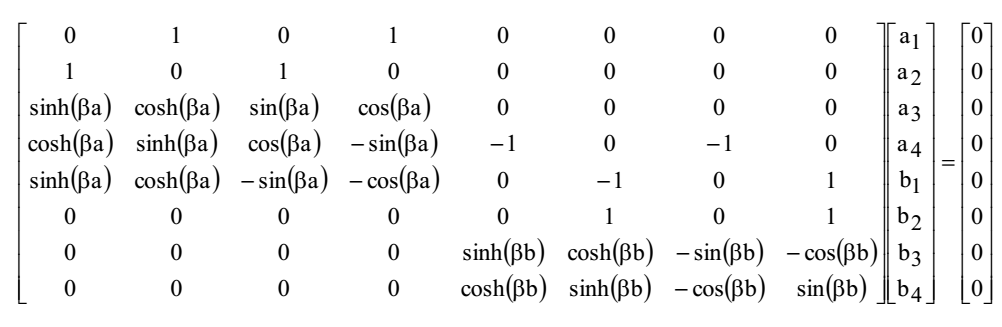 0 1 0 1 0 0 0 0 a1 0
1 0 1 0 0 0 0 0 a2 0
sinh(βa) cosh(βa) sin(βa) cos(βa) 0 0 0 0 a3 0
cosh(βa) sinh(βa) cos(βa) −sin(βa) −1 0 −1 0 a4 0
sinh(βa) cosh(βa) −sin(βa) −cos(βa) 0 −1 0 1 b1 = 0
0 0 0 0 0 1 0 1 b2 0
0 0 0 0 sinh(βb) cosh(βb) −sin(βb) −cos(βb) b3 0
0 0 0 0 cosh(βb) sinh(βb) −cos(βb) sin(βb) b4 0